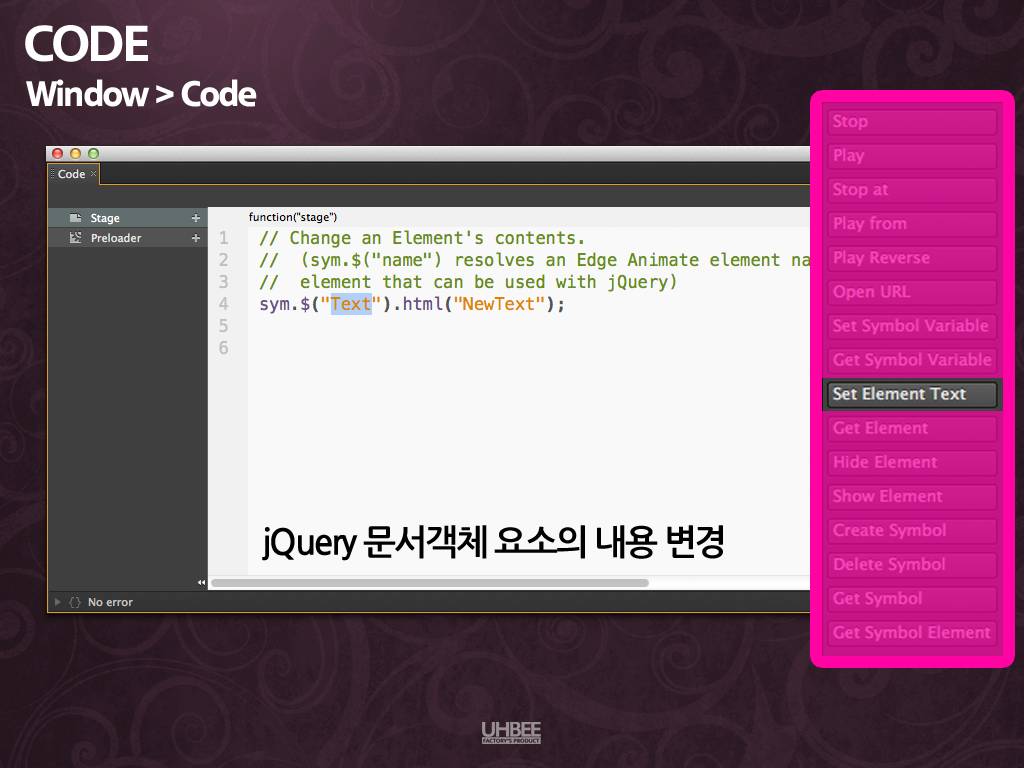 CODE
Window > Code
Code ×
Stage +
Preloader +
function("stage")
1 // Change an Element's contents.
2 // (sym.$("name") resolves an Edge Animate element na
3 // element that can be used with jQuery)
4 sym.$("Text").html("NewText");
5
6
jQuery 문서객체 요소의 내용 변경
{} No error
Stop
Play
Stop at
Play from
Play Reverse
Open URL
Set Symbol Variable
Get Symbol Variable
Set Element Text
Get Element
Hide Element
Show Element
Create Symbol
Delete Symbol
Get Symbol
Get Symbol Element
UHBEE
FACTORY'S PRODUCT